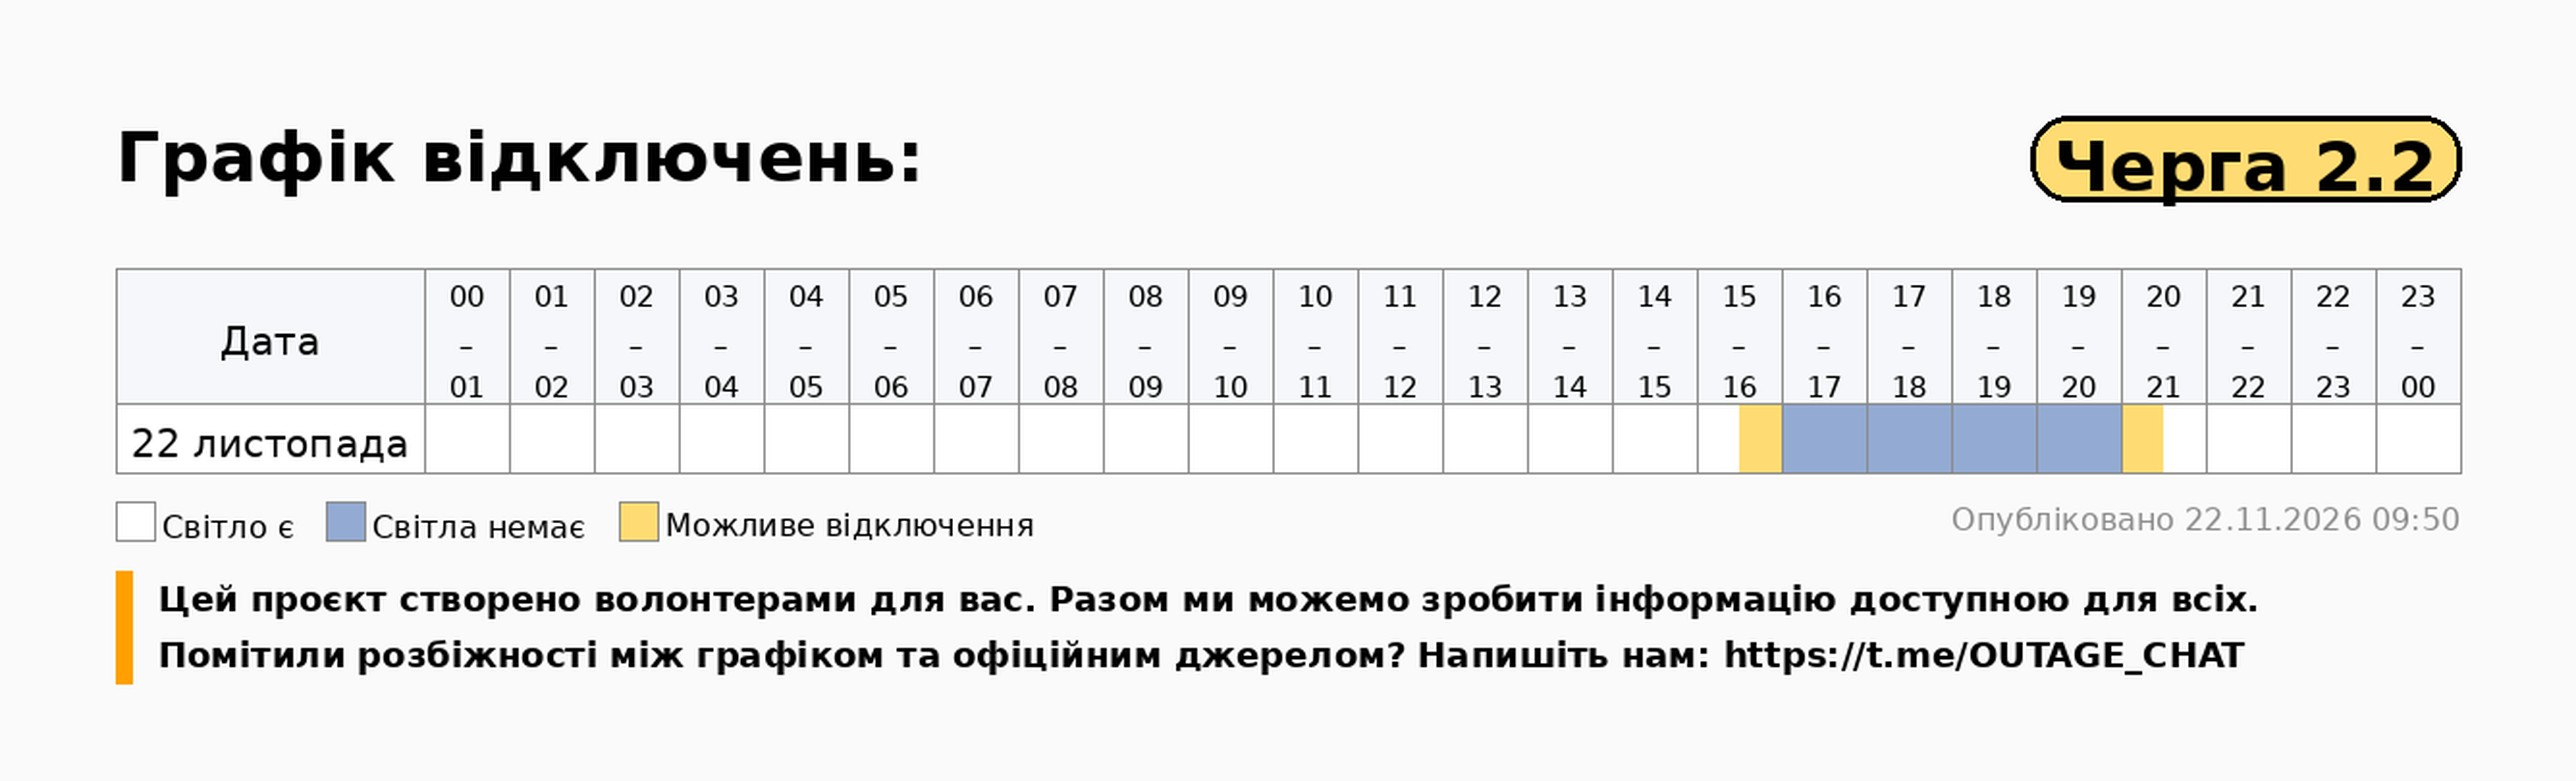 Графік відключень:
Черга 2.2
Дата
00 – 01
01 – 02
02 – 03
03 – 04
04 – 05
05 – 06
06 – 07
07 – 08
08 – 09
09 – 10
10 – 11
11 – 12
12 – 13
13 – 14
14 – 15
15 – 16
16 – 17
17 – 18
18 – 19
19 – 20
20 – 21
21 – 22
22 – 23
23 – 00
22 листопада
Світло є
Світла немає
Можливе відключення
Опубліковано 22.11.2026 09:50
Цей проєкт створено волонтерами для вас. Разом ми можемо зробити інформацію доступною для всіх.
Помітили розбіжності між графіком та офіційним джерелом? Напишіть нам: https://t.me/OUTAGE_CHAT